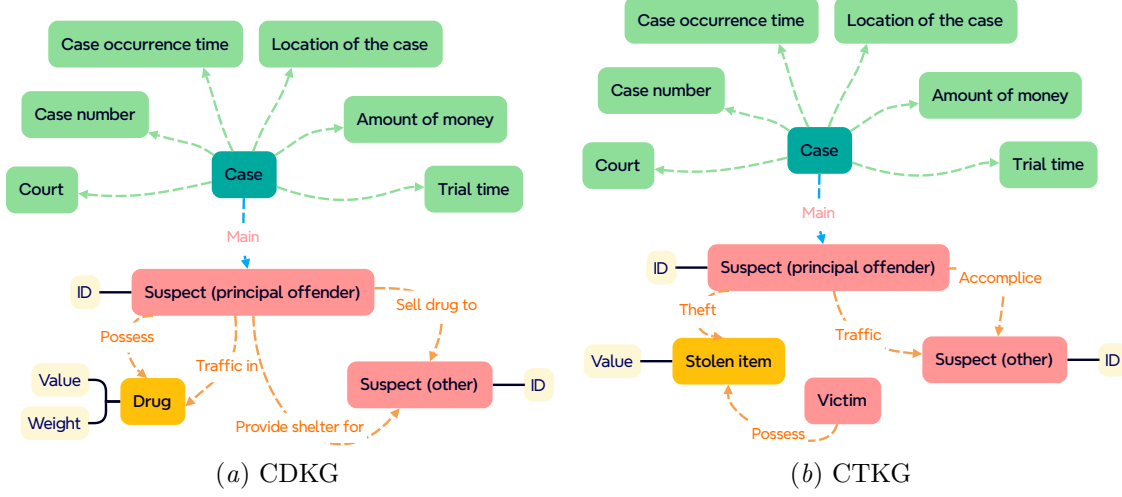 Case occurrence time
Location of the case
Case number
Amount of money
Case
Court
Trial time
Main
ID
Suspect (principal offender)
Sell drug to
Possess
Traffic in
Value
Drug
Suspect (other)
ID
Weight
Provide shelter for
(a) CDKG
Case occurrence time
Location of the case
Case number
Amount of money
Case
Court
Trial time
Main
ID
Suspect (principal offender)
Accomplice
Theft
Traffic
Value
Stolen item
Suspect (other)
ID
Victim
Possess
(b) CTKG